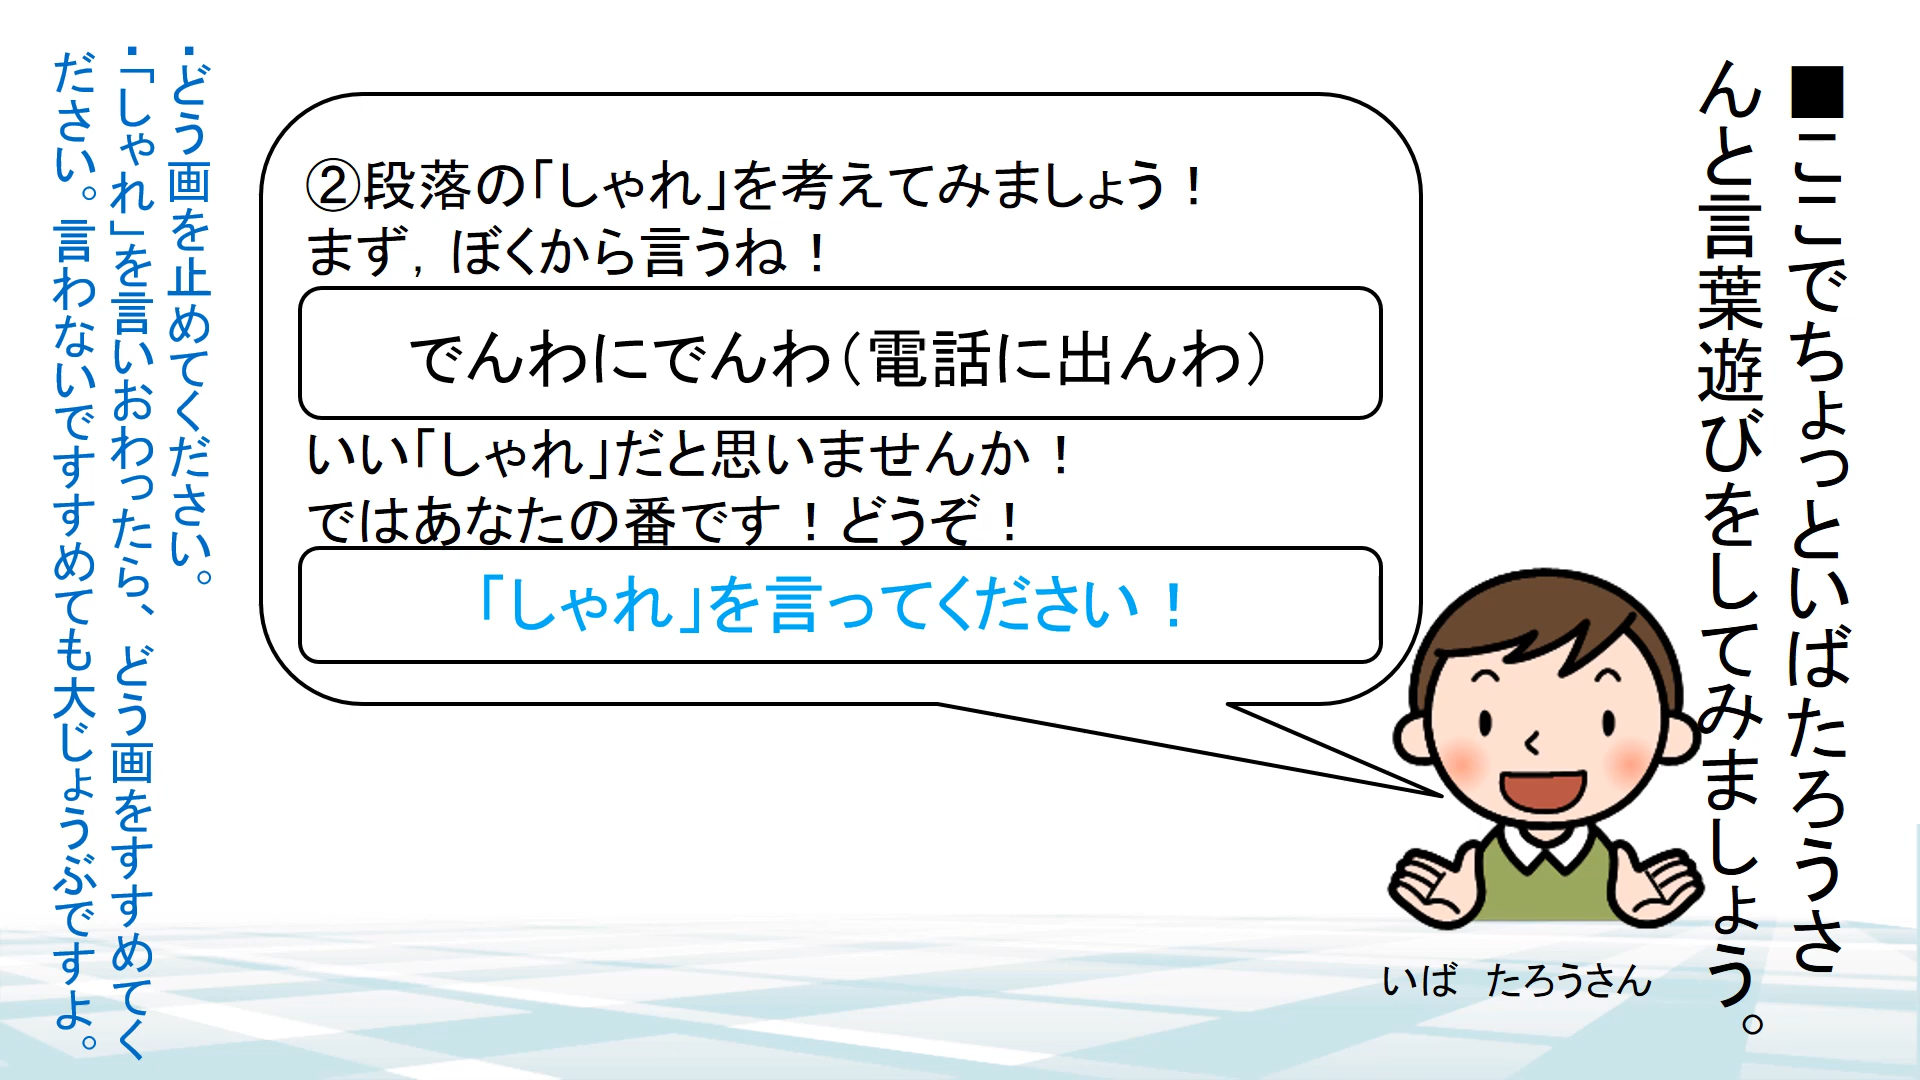 ■ここでちょっといばたろうさ
んと言葉遊びをしてみましょう。
②段落の「しゃれ」を考えてみましょう！
まず，ぼくから言うね！
でんわにでんわ（電話に出んわ）
いい「しゃれ」だと思いませんか！
ではあなたの番です！どうぞ！
「しゃれ」を言ってください！
いば　たろうさん
・どう画を止めてください。
・「しゃれ」を言いおわったら、どう画をすすめてく
ださい。言わないですすめても大じょうぶですよ。